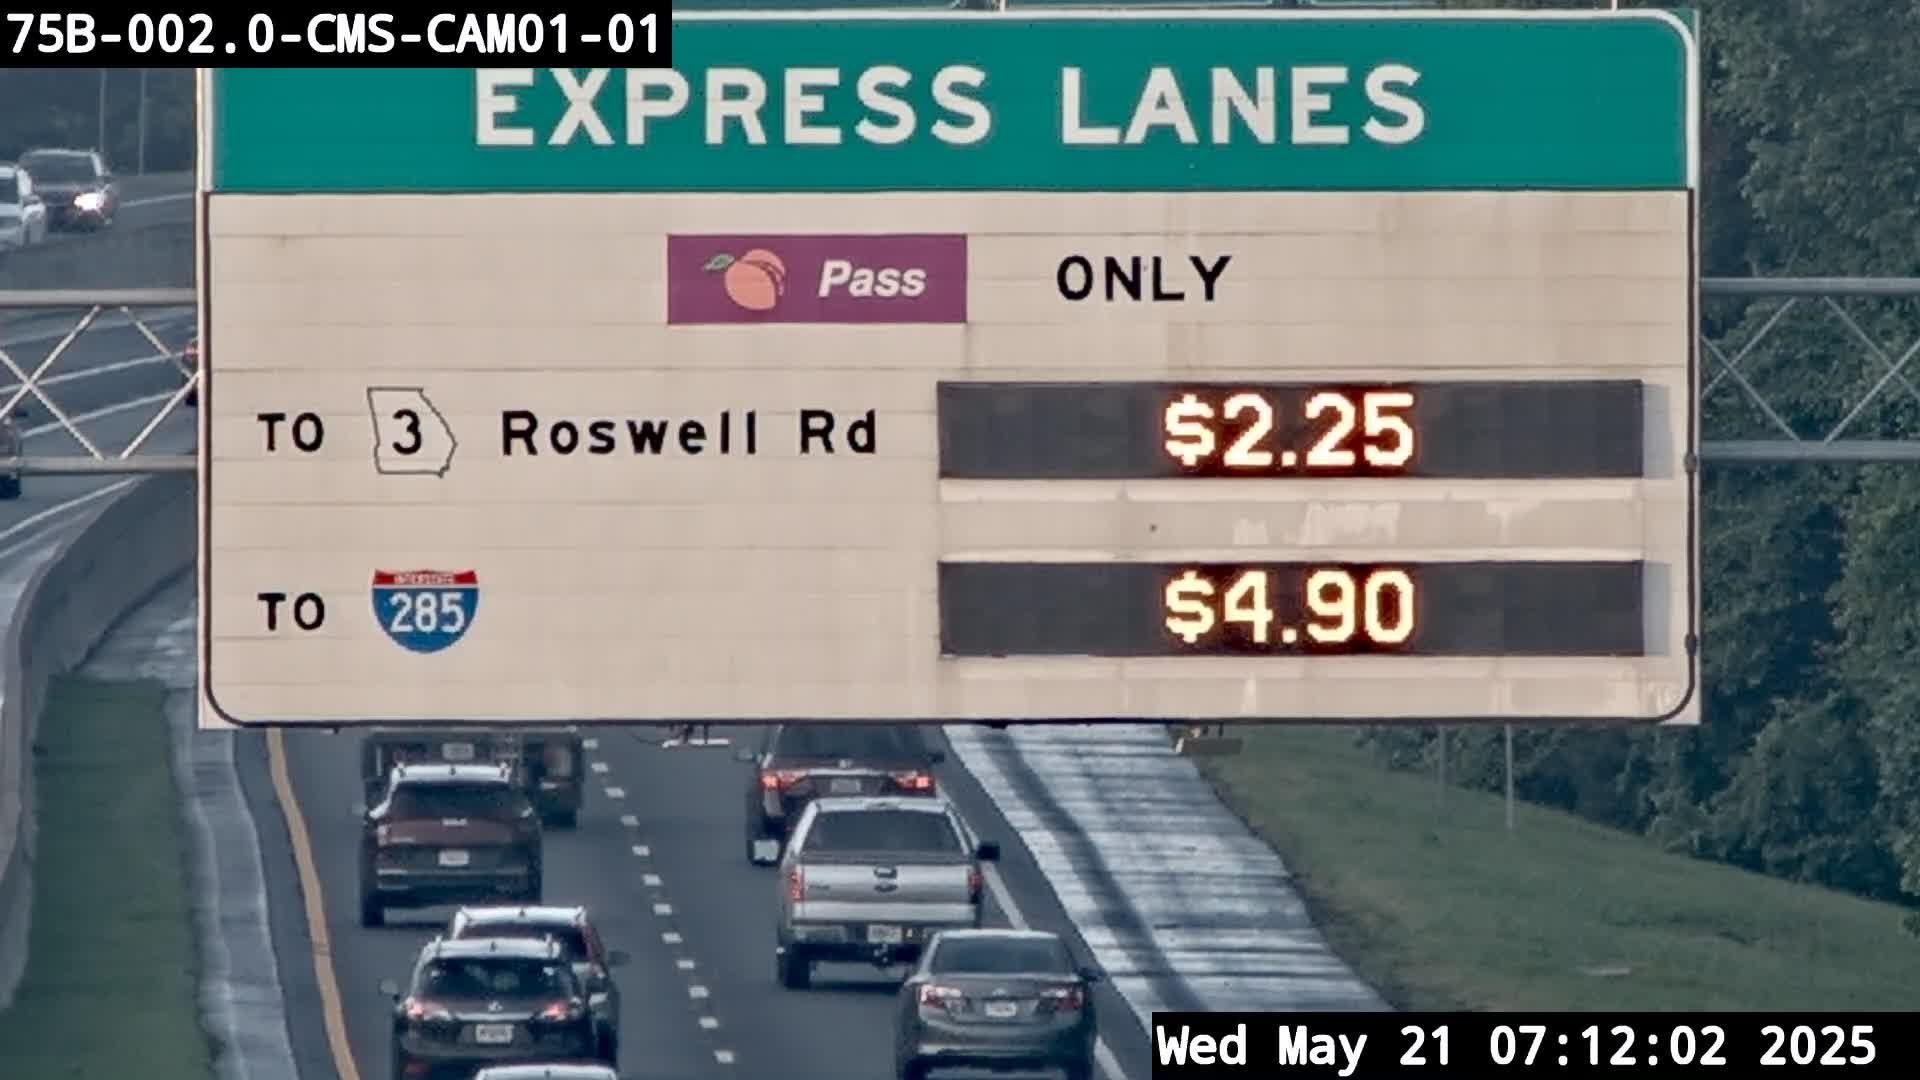 75B-002.0-CMS-CAM01-01
EXPRESS LANES
Pass ONLY
TO 3 Roswell Rd $2.25
TO INTERSTATE 285 $4.90
Wed May 21 07:12:02 2025